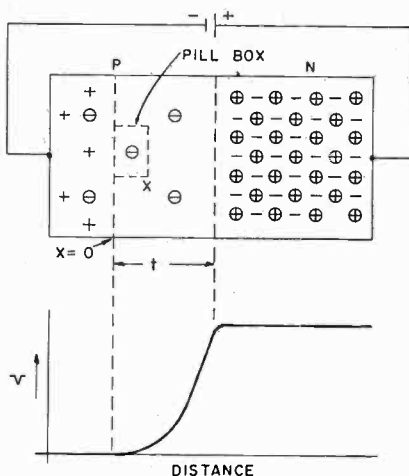 - +
PILL BOX
P N
X
X = 0
t
V
DISTANCE